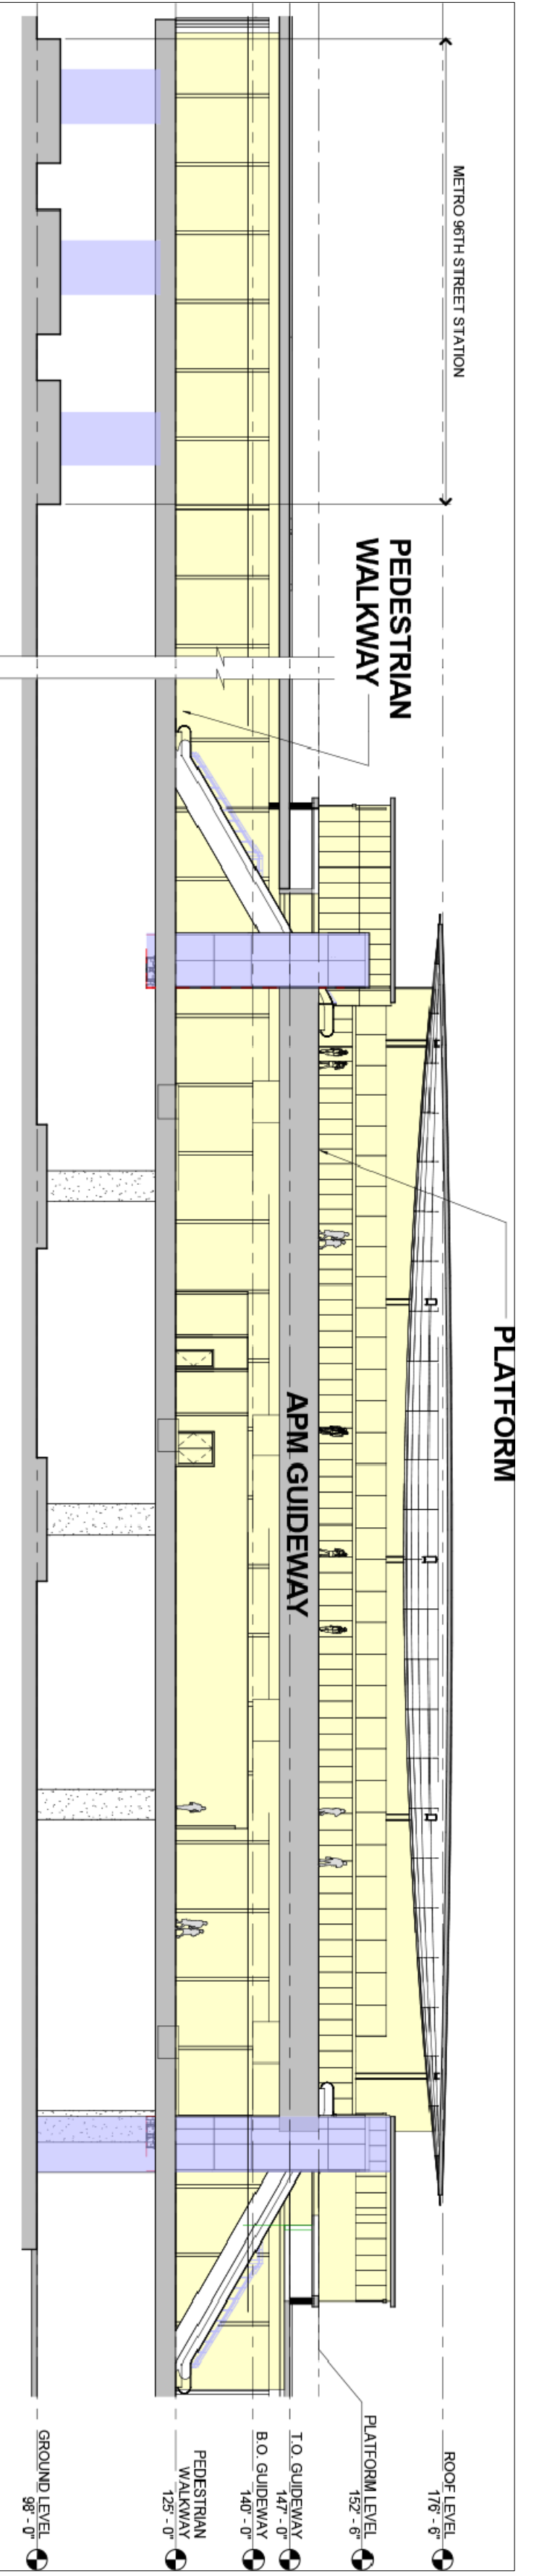 METRO 96TH STREET STATION
PEDESTRIAN
WALKWAY
PLATFORM
APM GUIDEWAY
ROOF LEVEL
176' - 6"
PLATFORM LEVEL
152' - 6"
T.O. GUIDEWAY
147' - 0"
B.O. GUIDEWAY
140' - 0"
PEDESTRIAN
WALKWAY
125' - 0"
GROUND LEVEL
98' - 0"